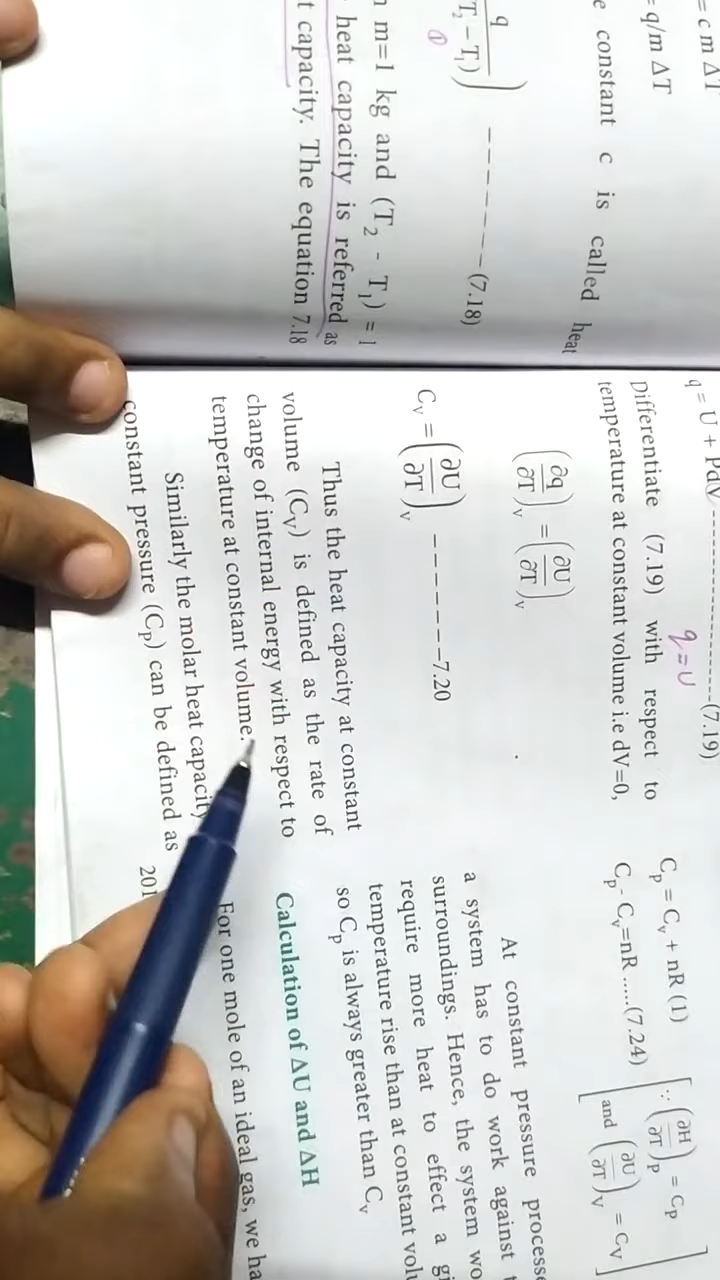 = c m ΔT
= q/m ΔT
e constant c is called heat
q
T₂ – T₁) -------- (7.18)
①
m=1 kg and (T₂ - T₁) = 1
heat capacity is referred as
t capacity. The equation 7.18
q = U + PdV ------------------(7.19)
q = U
Differentiate (7.19) with respect to
temperature at constant volume i.e dV=0,
(∂q/∂T)ᵥ = (∂U/∂T)ᵥ
Cᵥ = (∂U/∂T)ᵥ -------7.20
Thus the heat capacity at constant
volume (Cᵥ) is defined as the rate of
change of internal energy with respect to
temperature at constant volume.
Similarly the molar heat capacity
constant pressure (Cₚ) can be defined as
201
Cₚ = Cᵥ + nR (1) [∵ (∂H/∂T)ₚ = Cₚ
Cₚ - Cᵥ=nR .....(7.24) and (∂U/∂T)ᵥ = Cᵥ]
At constant pressure process
a system has to do work against
surroundings. Hence, the system wo
require more heat to effect a gi
temperature rise than at constant volu
so Cₚ is always greater than Cᵥ
Calculation of ΔU and ΔH
For one mole of an ideal gas, we ha